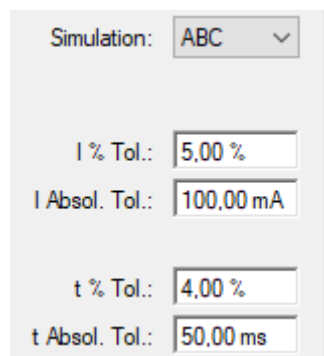 Simulation: ABC
I % Tol.: 5,00 %
I Absol. Tol.: 100,00 mA
t % Tol.: 4,00 %
t Absol. Tol.: 50,00 ms